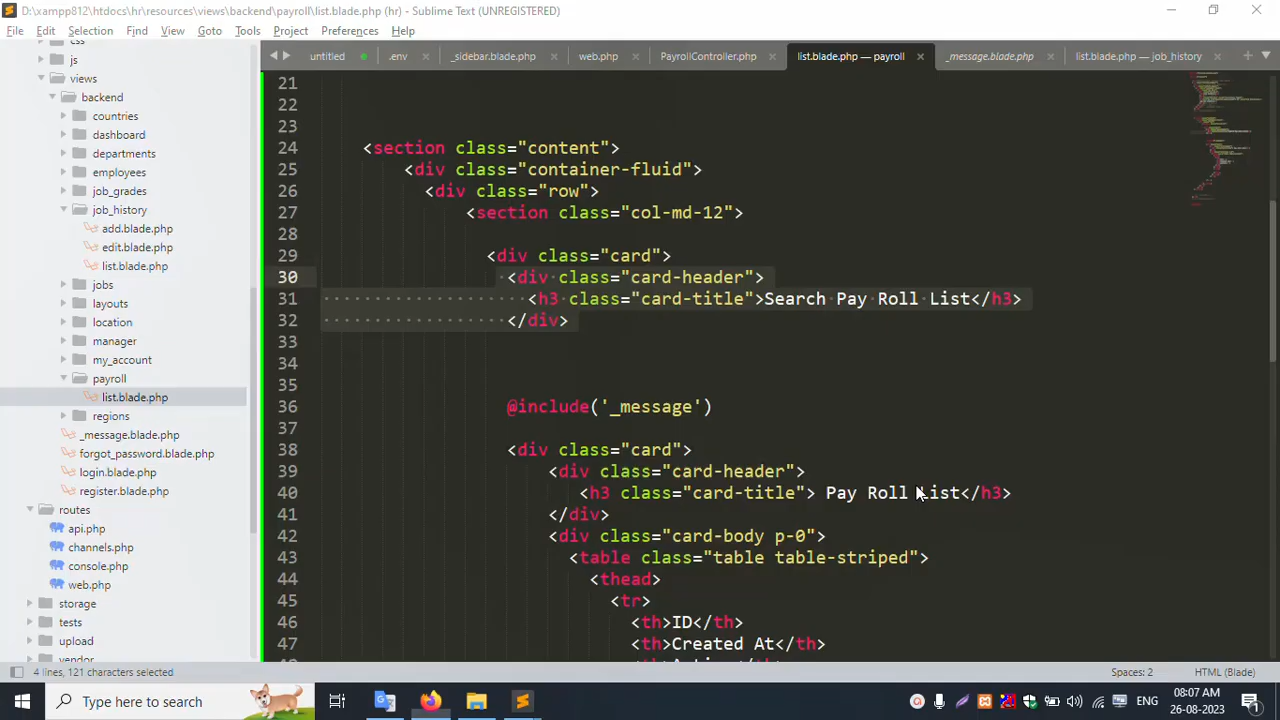 D:\xampp812\htdocs\hr\resources\views\backend\payroll\list.blade.php (hr) - Sublime Text (UNREGISTERED)
File Edit Selection Find View Goto Tools Project Preferences Help
untitled .env _sidebar.blade.php web.php PayrollController.php list.blade.php — payroll _message.blade.php list.blade.php — job_history
css
js
views
backend
countries
dashboard
departments
employees
job_grades
job_history
add.blade.php
edit.blade.php
list.blade.php
jobs
layouts
location
manager
my_account
payroll
list.blade.php
regions
_message.blade.php
forgot_password.blade.php
login.blade.php
register.blade.php
routes
api.php
channels.php
console.php
web.php
storage
tests
upload
vendor
21
22
23
24 <section class="content">
25 <div class="container-fluid">
26 <div class="row">
27 <section class="col-md-12">
28
29 <div class="card">
30 <div class="card-header">
31 <h3 class="card-title">Search Pay Roll List</h3>
32 </div>
33
34
35
36 @include('_message')
37
38 <div class="card">
39 <div class="card-header">
40 <h3 class="card-title"> Pay Roll List</h3>
41 </div>
42 <div class="card-body p-0">
43 <table class="table table-striped">
44 <thead>
45 <tr>
46 <th>ID</th>
47 <th>Created At</th>
4 lines, 121 characters selected Spaces: 2 HTML (Blade)
Type here to search ENG 08:07 AM
26-08-2023
1